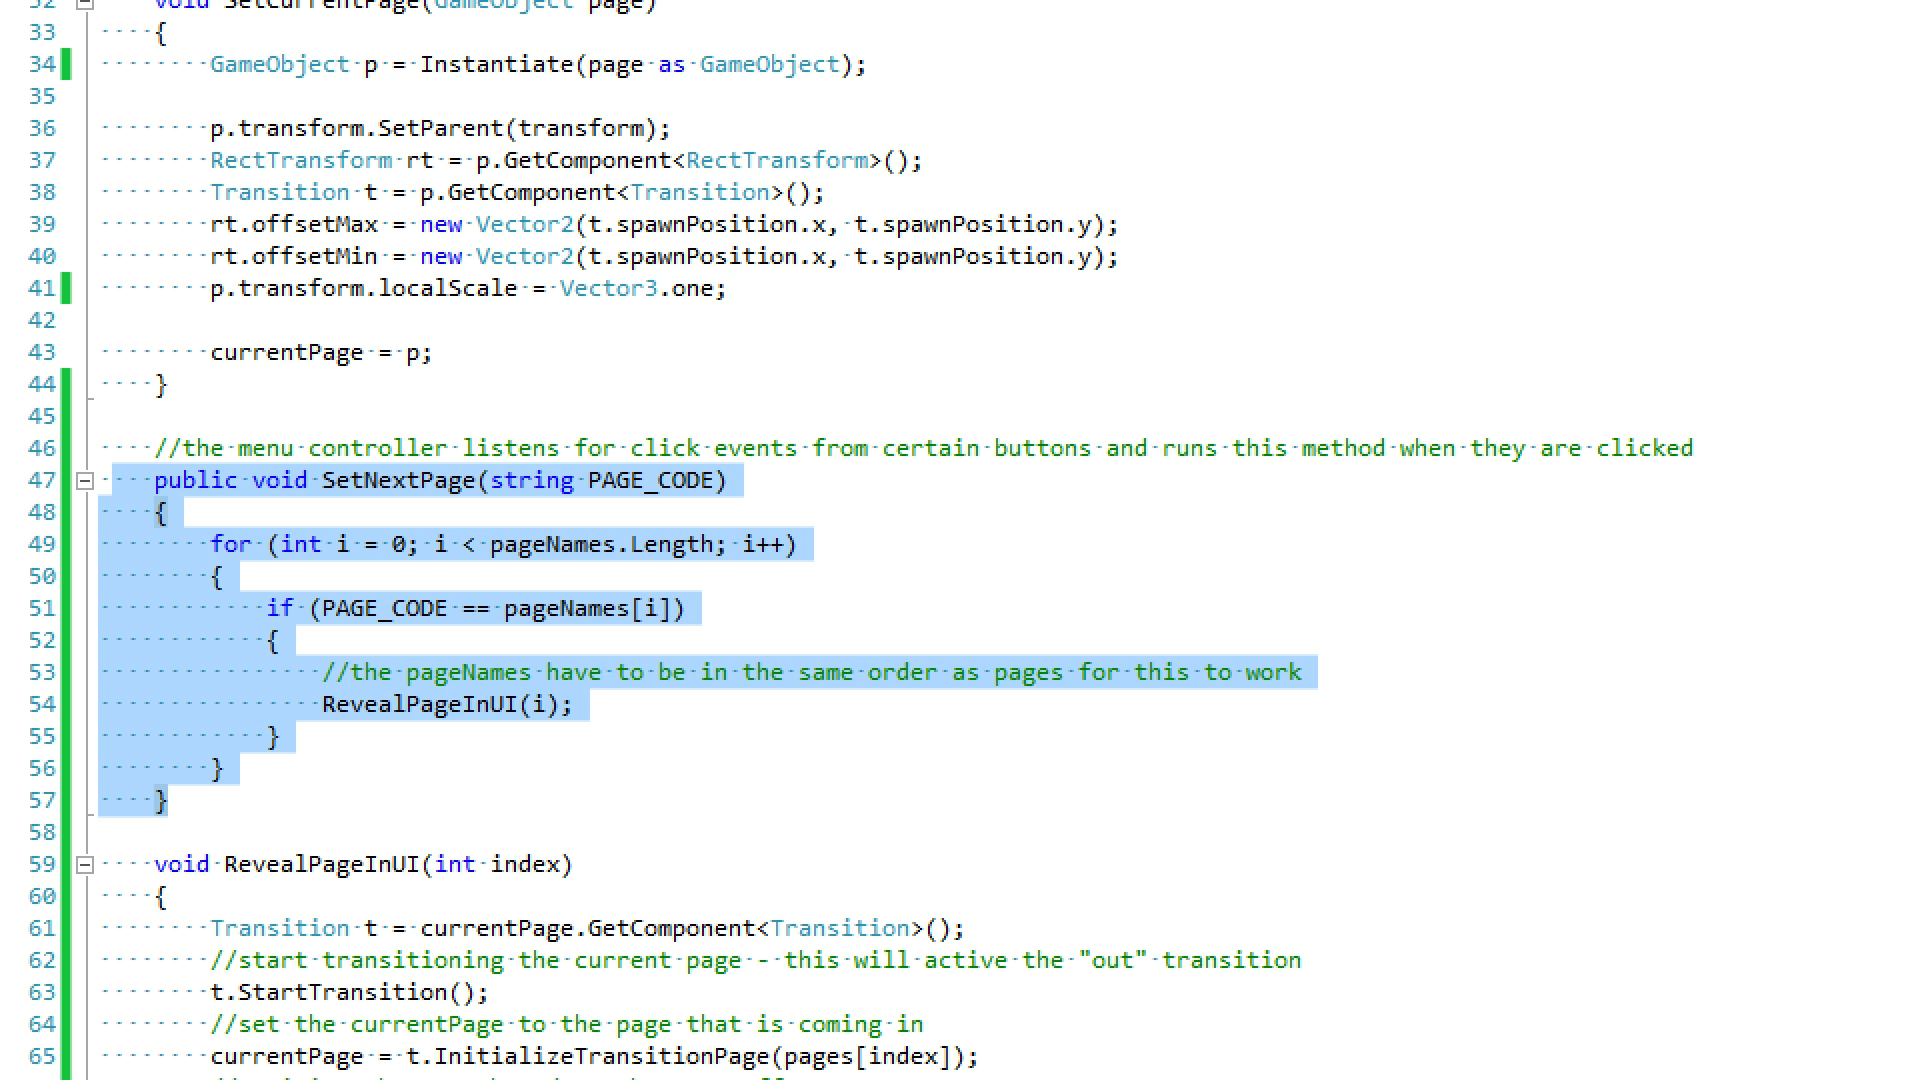 32 void SetCurrentPage(GameObject page)
33 {
34 GameObject p = Instantiate(page as GameObject);
35
36 p.transform.SetParent(transform);
37 RectTransform rt = p.GetComponent<RectTransform>();
38 Transition t = p.GetComponent<Transition>();
39 rt.offsetMax = new Vector2(t.spawnPosition.x, t.spawnPosition.y);
40 rt.offsetMin = new Vector2(t.spawnPosition.x, t.spawnPosition.y);
41 p.transform.localScale = Vector3.one;
42
43 currentPage = p;
44 }
45
46 //the menu controller listens for click events from certain buttons and runs this method when they are clicked
47 public void SetNextPage(string PAGE_CODE)
48 {
49 for (int i = 0; i < pageNames.Length; i++)
50 {
51 if (PAGE_CODE == pageNames[i])
52 {
53 //the pageNames have to be in the same order as pages for this to work
54 RevealPageInUI(i);
55 }
56 }
57 }
58
59 void RevealPageInUI(int index)
60 {
61 Transition t = currentPage.GetComponent<Transition>();
62 //start transitioning the current page - this will active the "out" transition
63 t.StartTransition();
64 //set the currentPage to the page that is coming in
65 currentPage = t.InitializeTransitionPage(pages[index]);